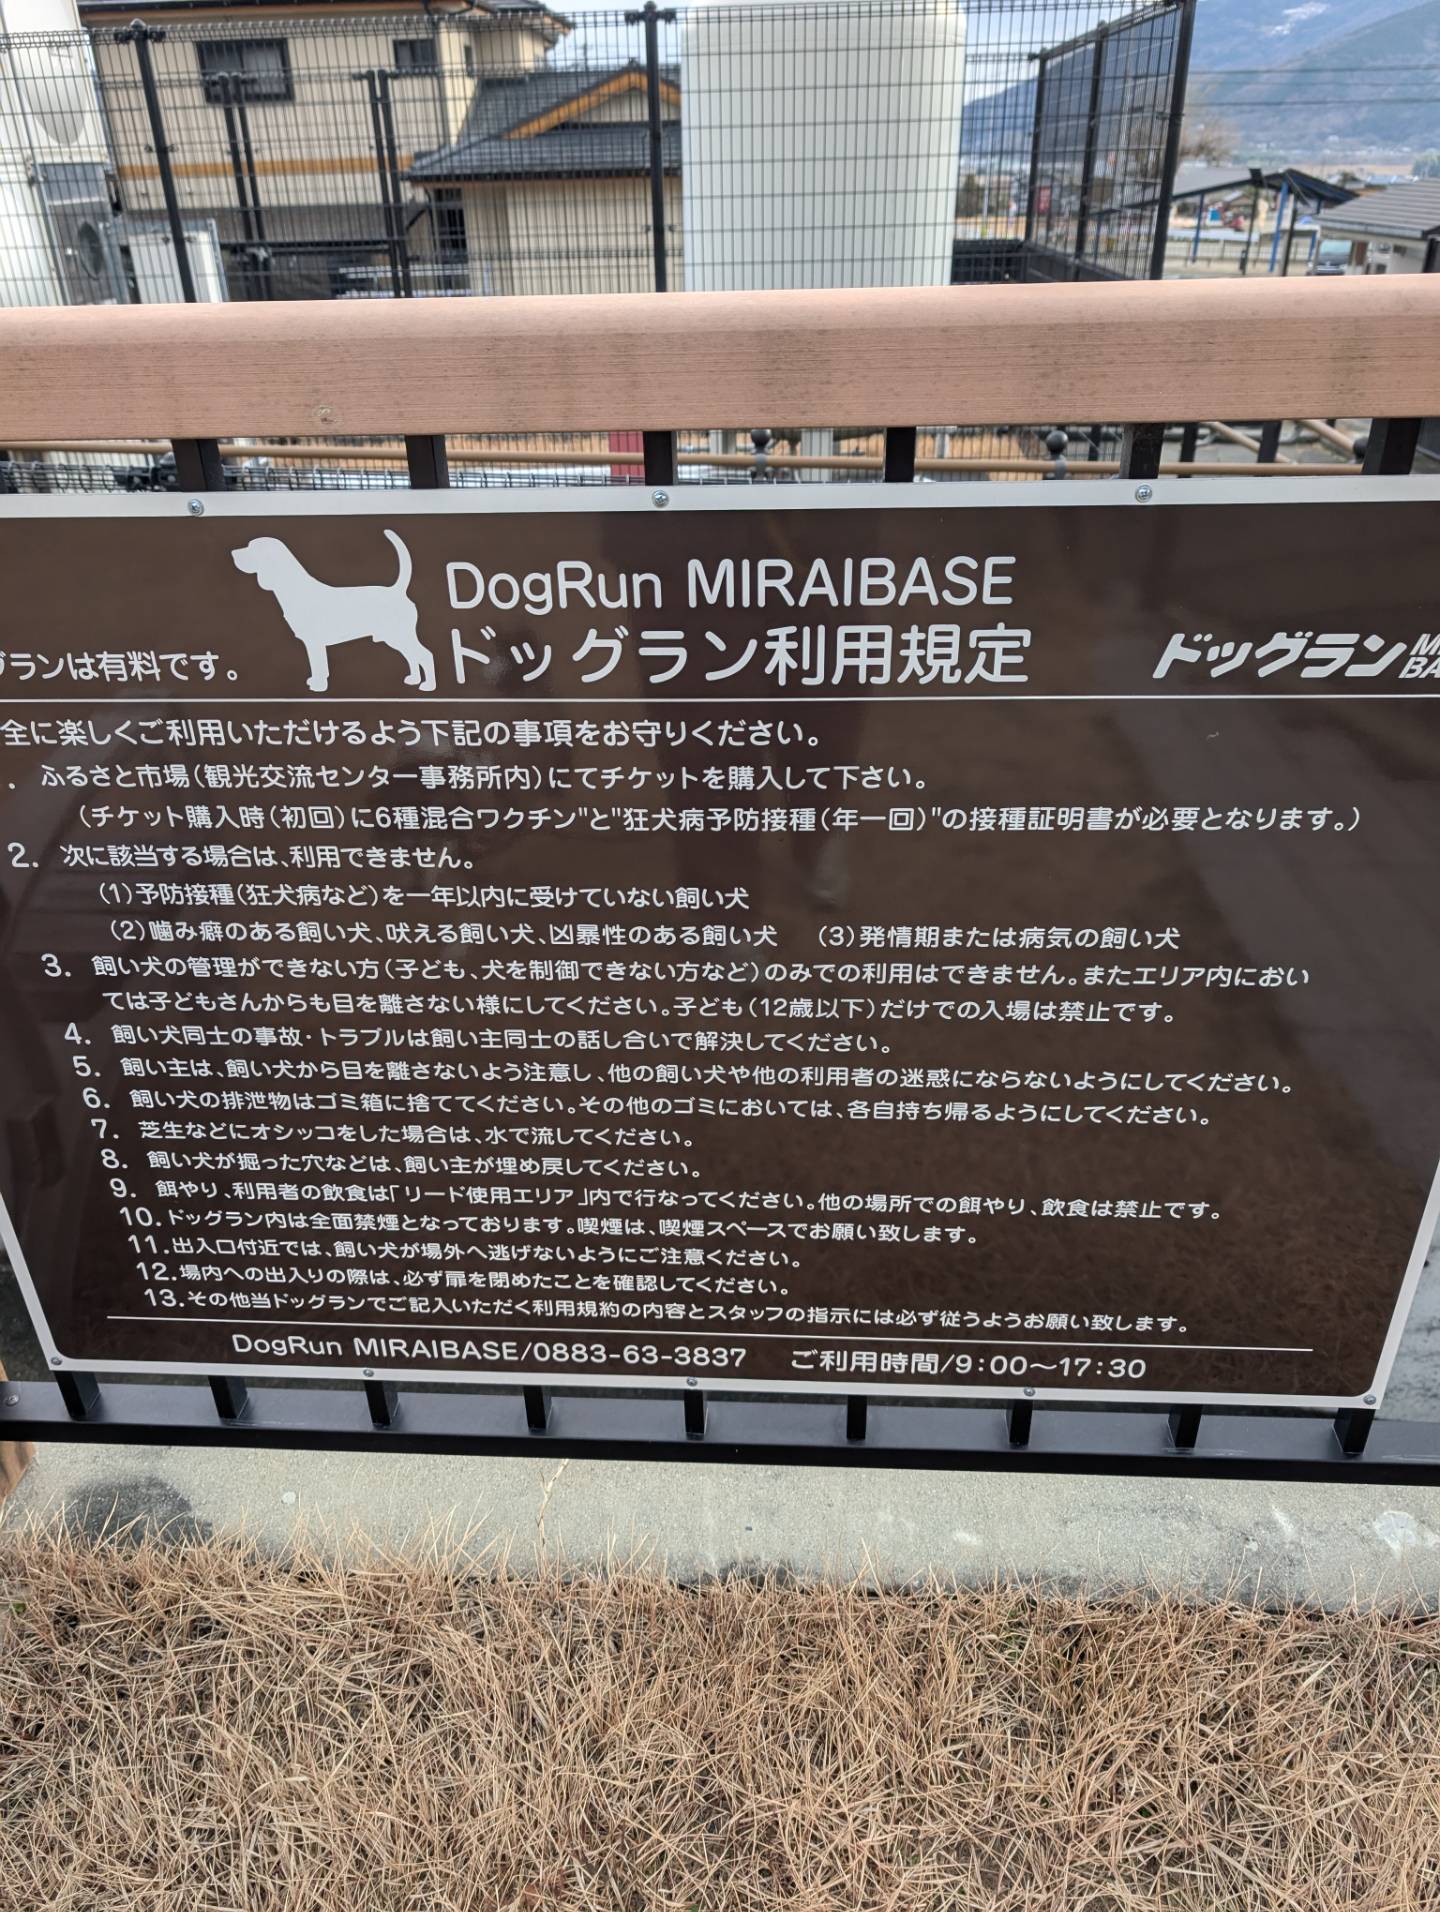 DogRun MIRAIBASE
グランは有料です。
ドッグラン利用規定
ドッグラン
全に楽しくご利用いただけるよう下記の事項をお守りください。
. ふるさと市場(観光交流センター事務所内)にてチケットを購入して下さい。
(チケット購入時(初回)に6種混合ワクチン"と"狂犬病予防接種(年一回)"の接種証明書が必要となります。)
2. 次に該当する場合は、利用できません。
(1)予防接種(狂犬病など)を一年以内に受けていない飼い犬
(2)噛み癖のある飼い犬、吠える飼い犬、凶暴性のある飼い犬 (3)発情期または病気の飼い犬
3. 飼い犬の管理ができない方(子ども、犬を制御できない方など)のみでの利用はできません。またエリア内におい
ては子どもさんからも目を離さない様にしてください。子ども(12歳以下)だけでの入場は禁止です。
4. 飼い犬同士の事故・トラブルは飼い主同士の話し合いで解決してください。
5. 飼い主は、飼い犬から目を離さないよう注意し、他の飼い犬や他の利用者の迷惑にならないようにしてください。
6. 飼い犬の排泄物はゴミ箱に捨ててください。その他のゴミにおいては、各自持ち帰るようにしてください。
7. 芝生などにオシッコをした場合は、水で流してください。
8. 飼い犬が掘った穴などは、飼い主が埋め戻してください。
9. 餌やり、利用者の飲食は「リード使用エリア」内で行なってください。他の場所での餌やり、飲食は禁止です。
10.ドッグラン内は全面禁煙となっております。喫煙は、喫煙スペースでお願い致します。
11.出入口付近では、飼い犬が場外へ逃げないようにご注意ください。
12.場内への出入りの際は、必ず扉を閉めたことを確認してください。
13.その他当ドッグランでご記入いただく利用規約の内容とスタッフの指示には必ず従うようお願い致します。
DogRun MIRAIBASE/0883-63-3837 ご利用時間/9:00〜17:30